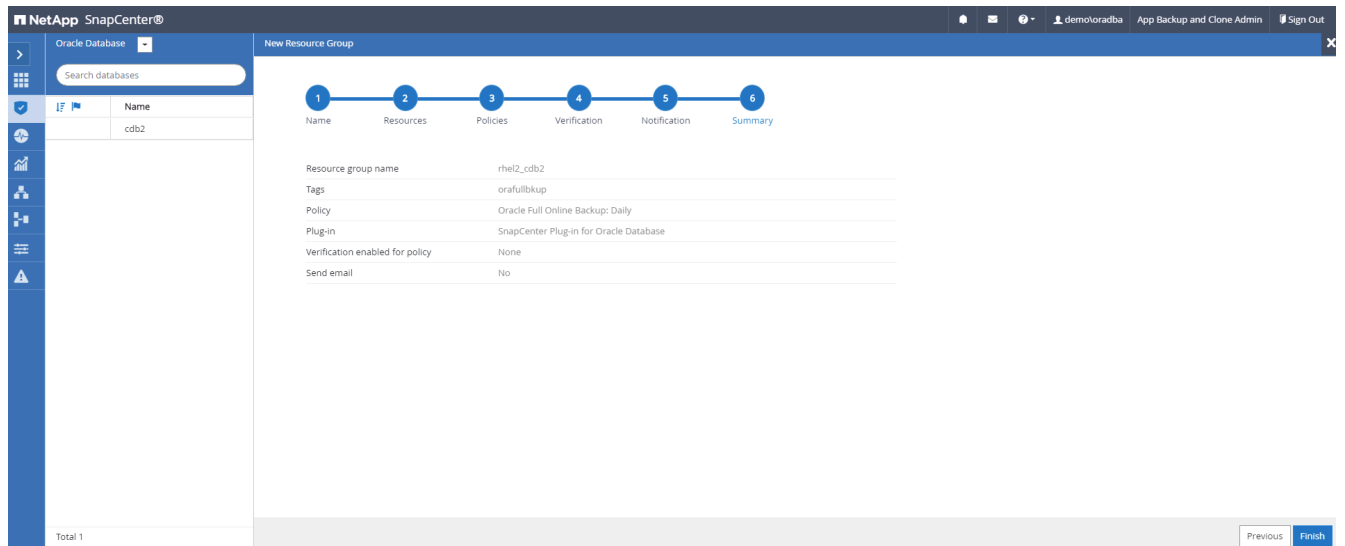 NetApp SnapCenter®
demo\oradba App Backup and Clone Admin Sign Out
Oracle Database
New Resource Group
Search databases
Name
cdb2
1 2 3 4 5 6
Name Resources Policies Verification Notification Summary
Resource group name rhel2_cdb2
Tags orafullbkup
Policy Oracle Full Online Backup: Daily
Plug-in SnapCenter Plug-in for Oracle Database
Verification enabled for policy None
Send email No
Total 1
Previous Finish